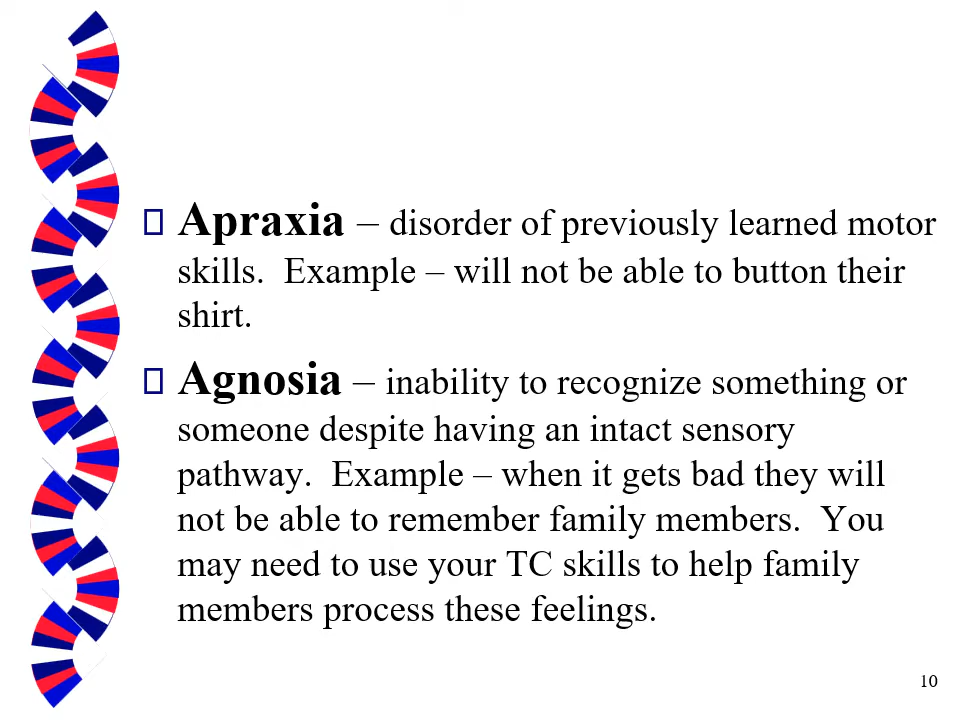 Apraxia – disorder of previously learned motor
skills.  Example – will not be able to button their
shirt.
Agnosia – inability to recognize something or
someone despite having an intact sensory
pathway.  Example – when it gets bad they will
not be able to remember family members.  You
may need to use your TC skills to help family
members process these feelings.
10